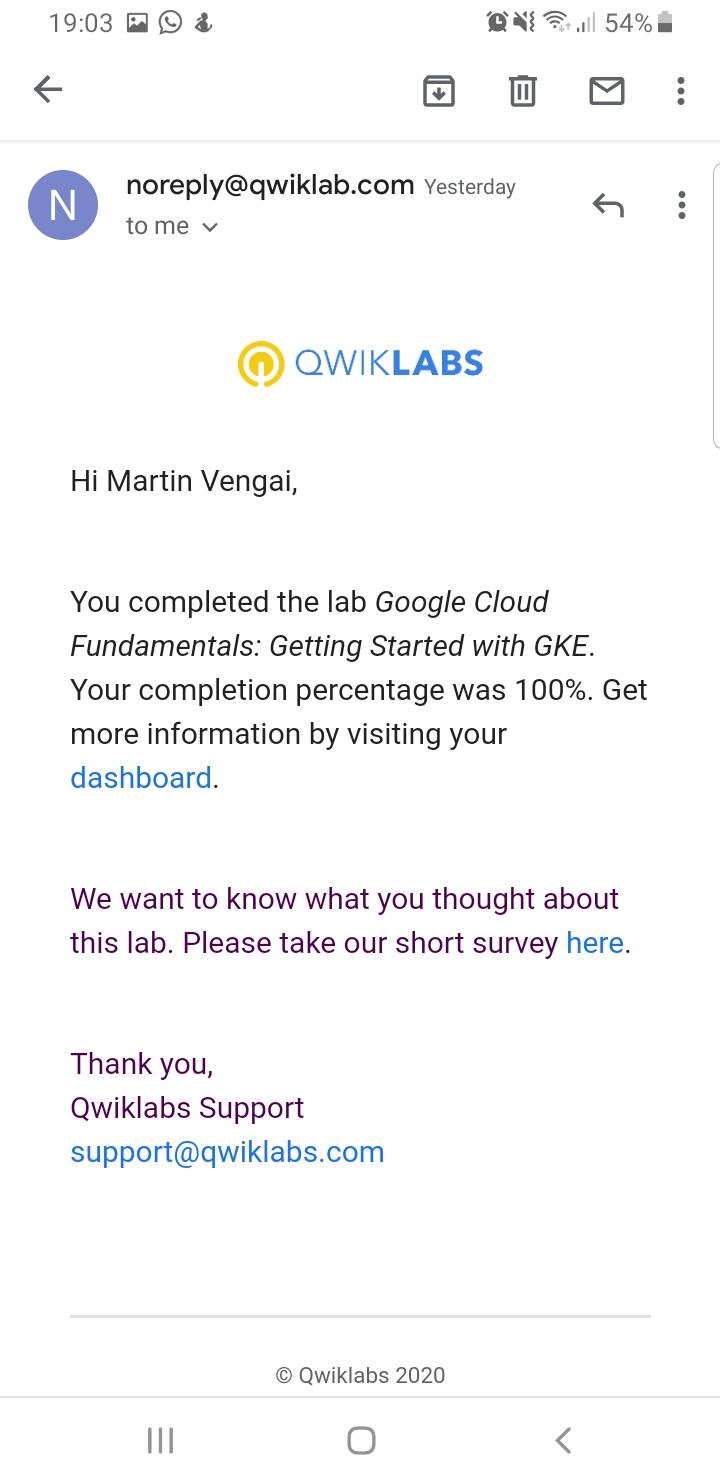 19:03 54%
noreply@qwiklab.com Yesterday
to me
N
QWIKLABS
Hi Martin Vengai,
You completed the lab Google Cloud
Fundamentals: Getting Started with GKE.
Your completion percentage was 100%. Get
more information by visiting your
dashboard.
We want to know what you thought about
this lab. Please take our short survey here.
Thank you,
Qwiklabs Support
support@qwiklabs.com
© Qwiklabs 2020